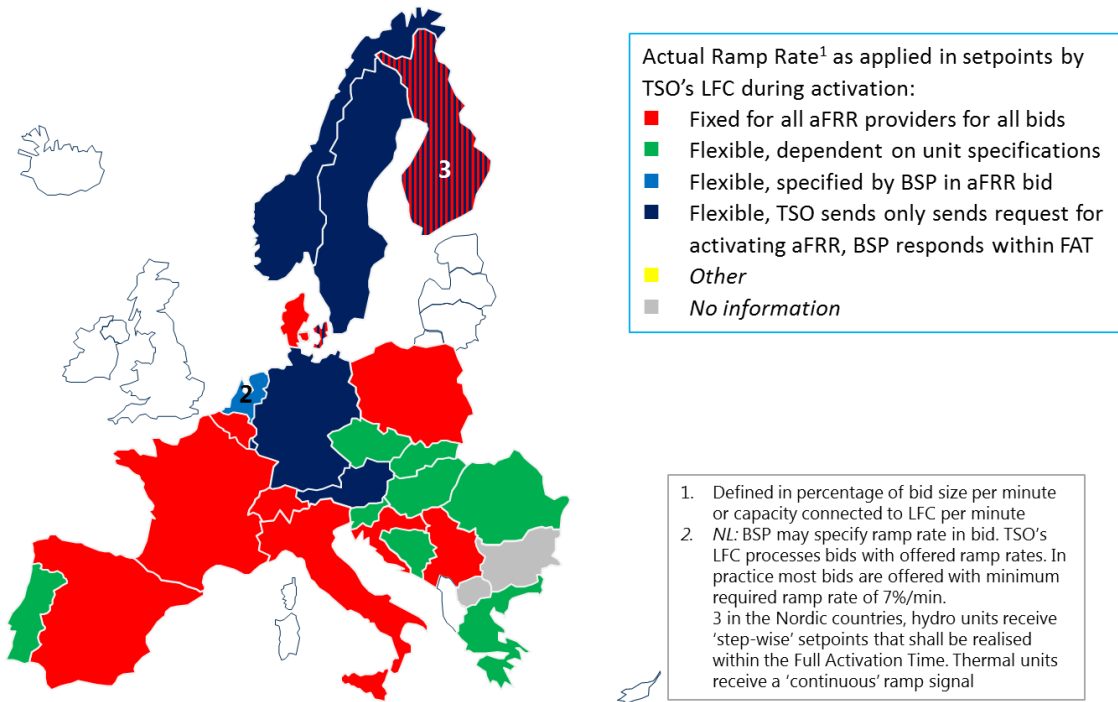 Actual Ramp Rate1 as applied in setpoints by
TSO's LFC during activation:
Fixed for all aFRR providers for all bids
Flexible, dependent on unit specifications
Flexible, specified by BSP in aFRR bid
Flexible, TSO sends only sends request for
activating aFRR, BSP responds within FAT
Other
No information
3
2
1. Defined in percentage of bid size per minute
or capacity connected to LFC per minute
2. NL: BSP may specify ramp rate in bid. TSO's
LFC processes bids with offered ramp rates. In
practice most bids are offered with minimum
required ramp rate of 7%/min.
3 in the Nordic countries, hydro units receive
'step-wise' setpoints that shall be realised
within the Full Activation Time. Thermal units
receive a 'continuous' ramp signal